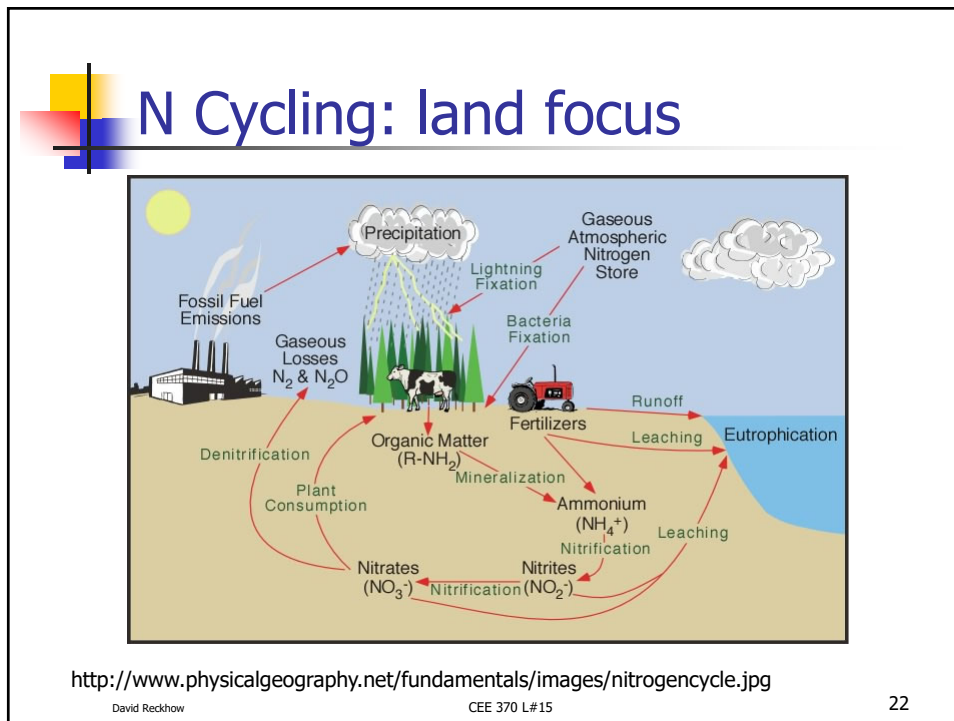 N Cycling: land focus
Precipitation
Gaseous
Atmospheric
Nitrogen
Store
Lightning
Fixation
Fossil Fuel
Emissions
Bacteria
Fixation
Gaseous
Losses
N₂ & N₂O
Fertilizers
Runoff
Leaching
Eutrophication
Organic Matter
(R-NH₂)
Denitrification
Mineralization
Plant
Consumption
Ammonium
(NH₄⁺)
Leaching
Nitrification
Nitrates
(NO₃⁻)
Nitrification
Nitrites
(NO₂⁻)
http://www.physicalgeography.net/fundamentals/images/nitrogencycle.jpg
David Reckhow
CEE 370 L#15
22